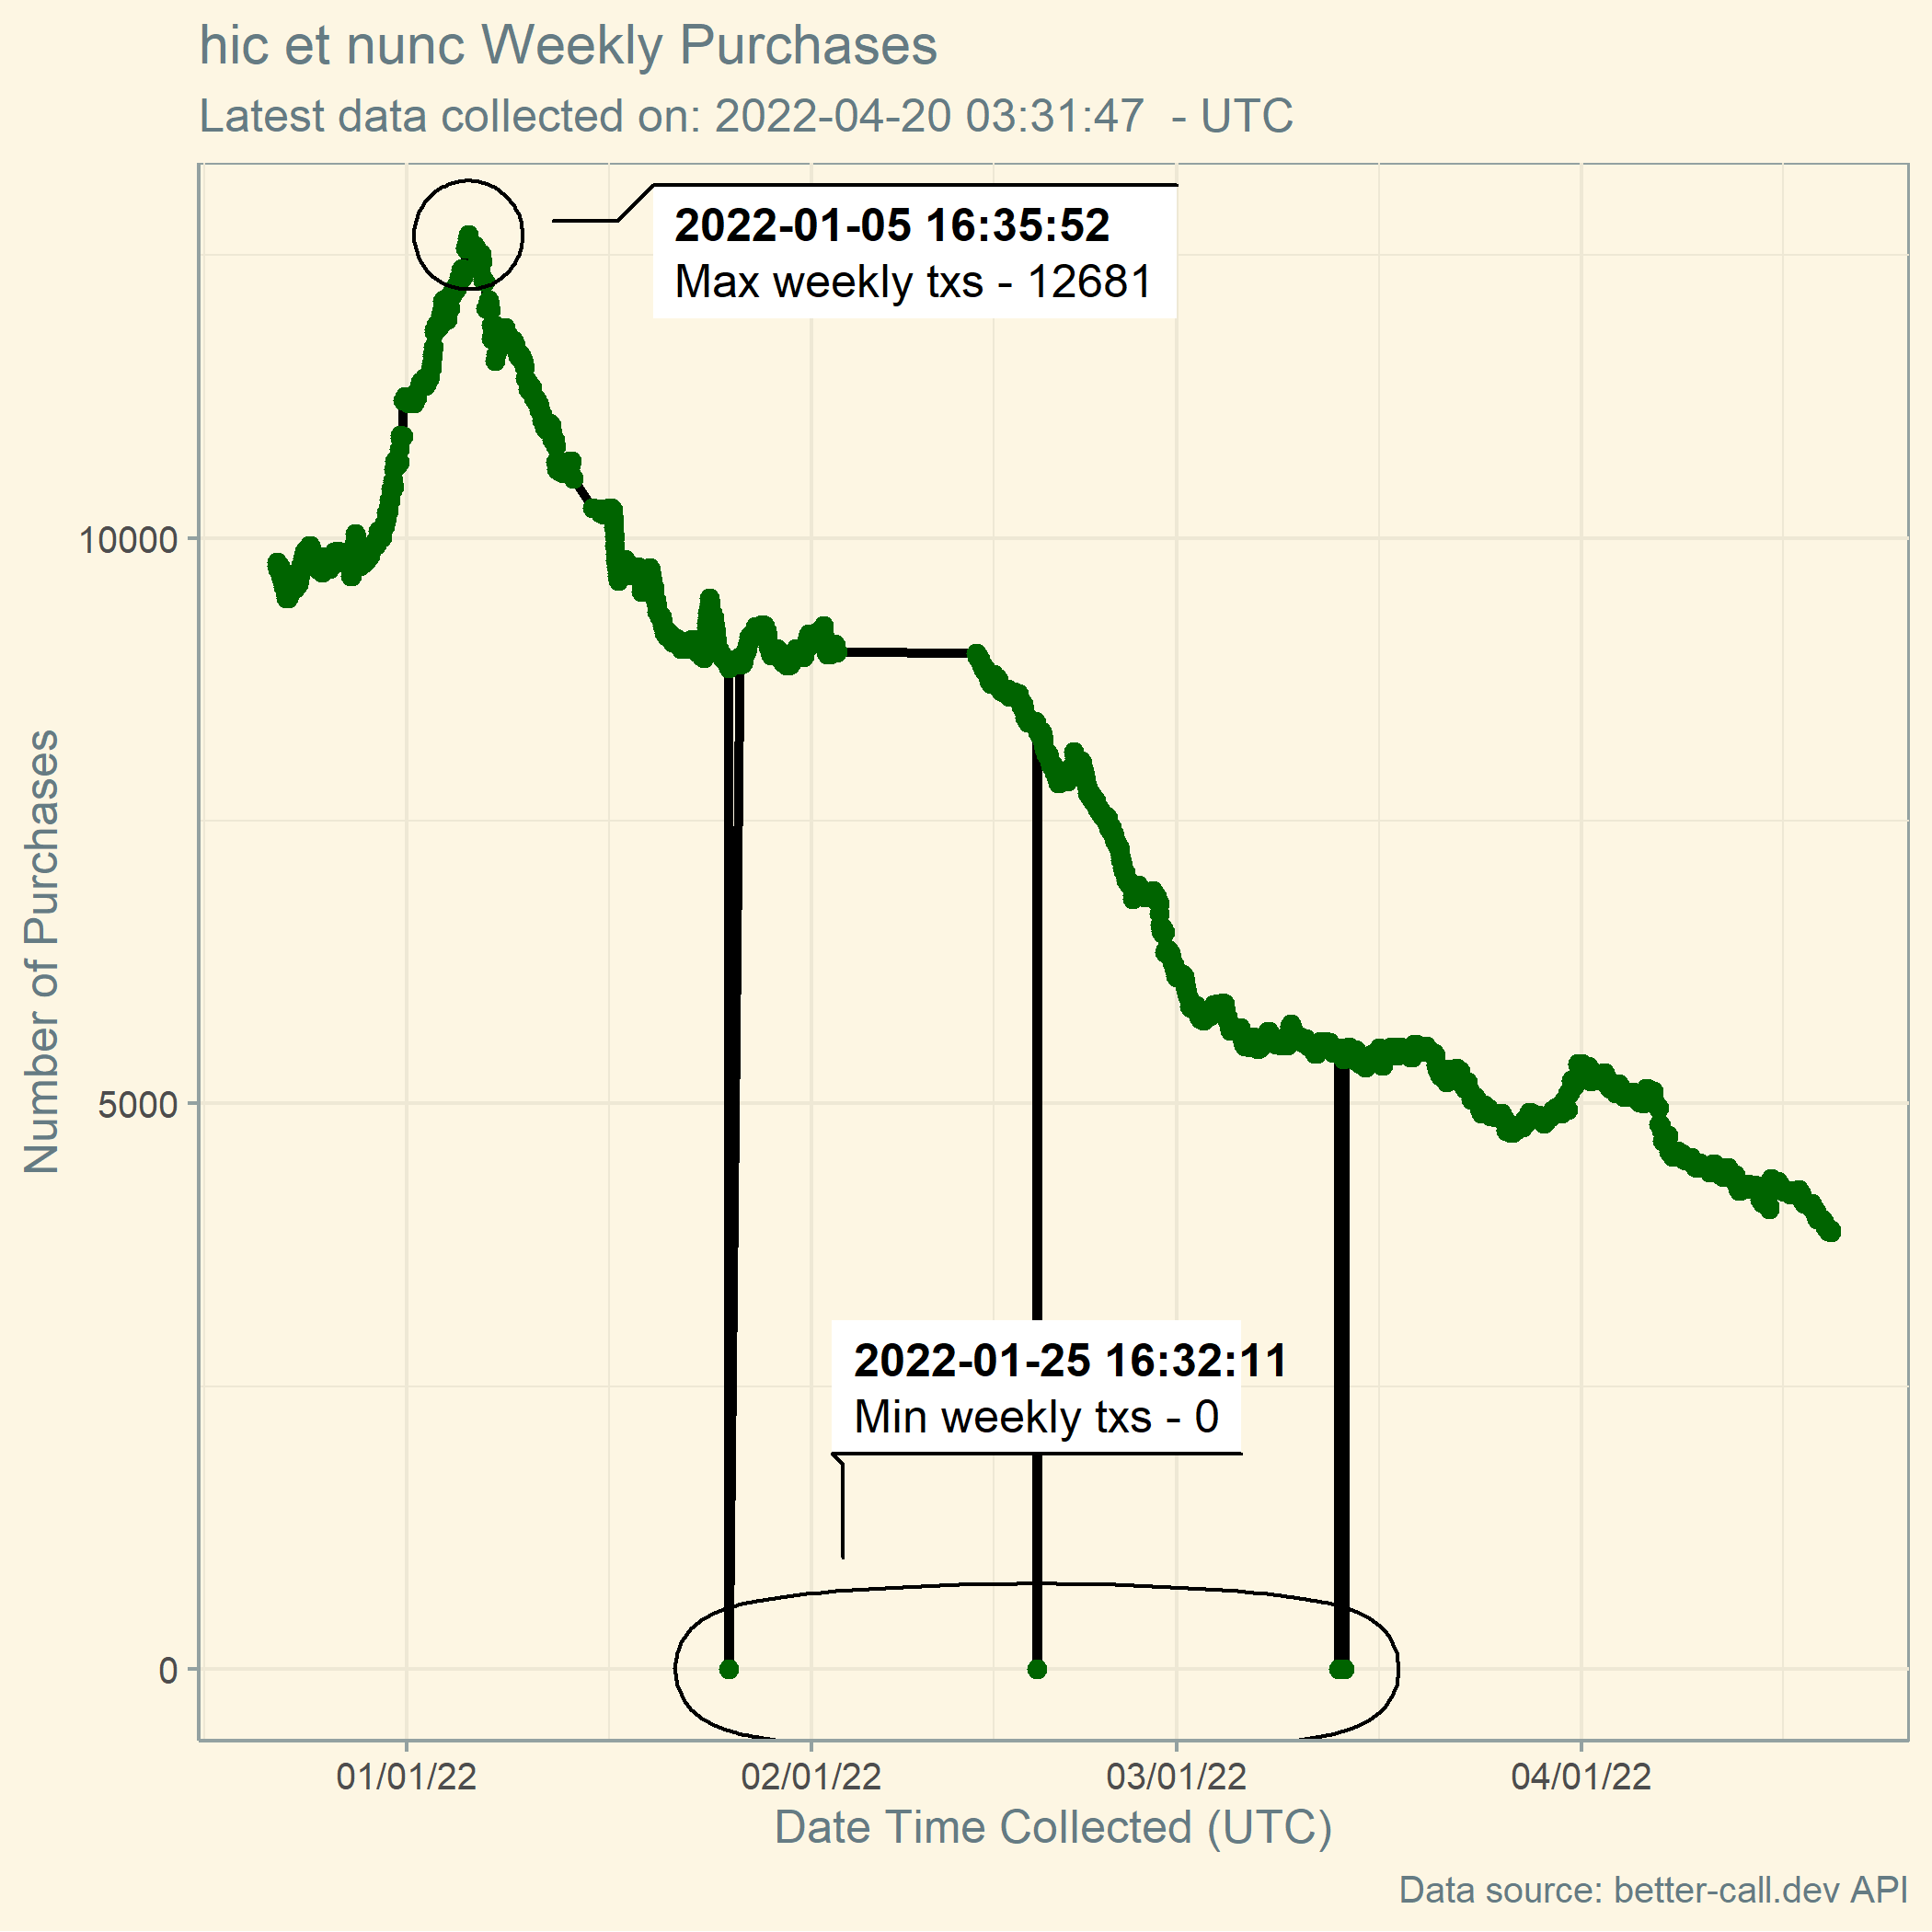 hic et nunc Weekly Purchases
Latest data collected on: 2022-04-20 03:31:47  - UTC
2022-01-05 16:35:52
Max weekly txs - 12681
Number of Purchases
10000
5000
0
2022-01-25 16:32:11
Min weekly txs - 0
01/01/22 02/01/22 03/01/22 04/01/22
Date Time Collected (UTC)
Data source: better-call.dev API